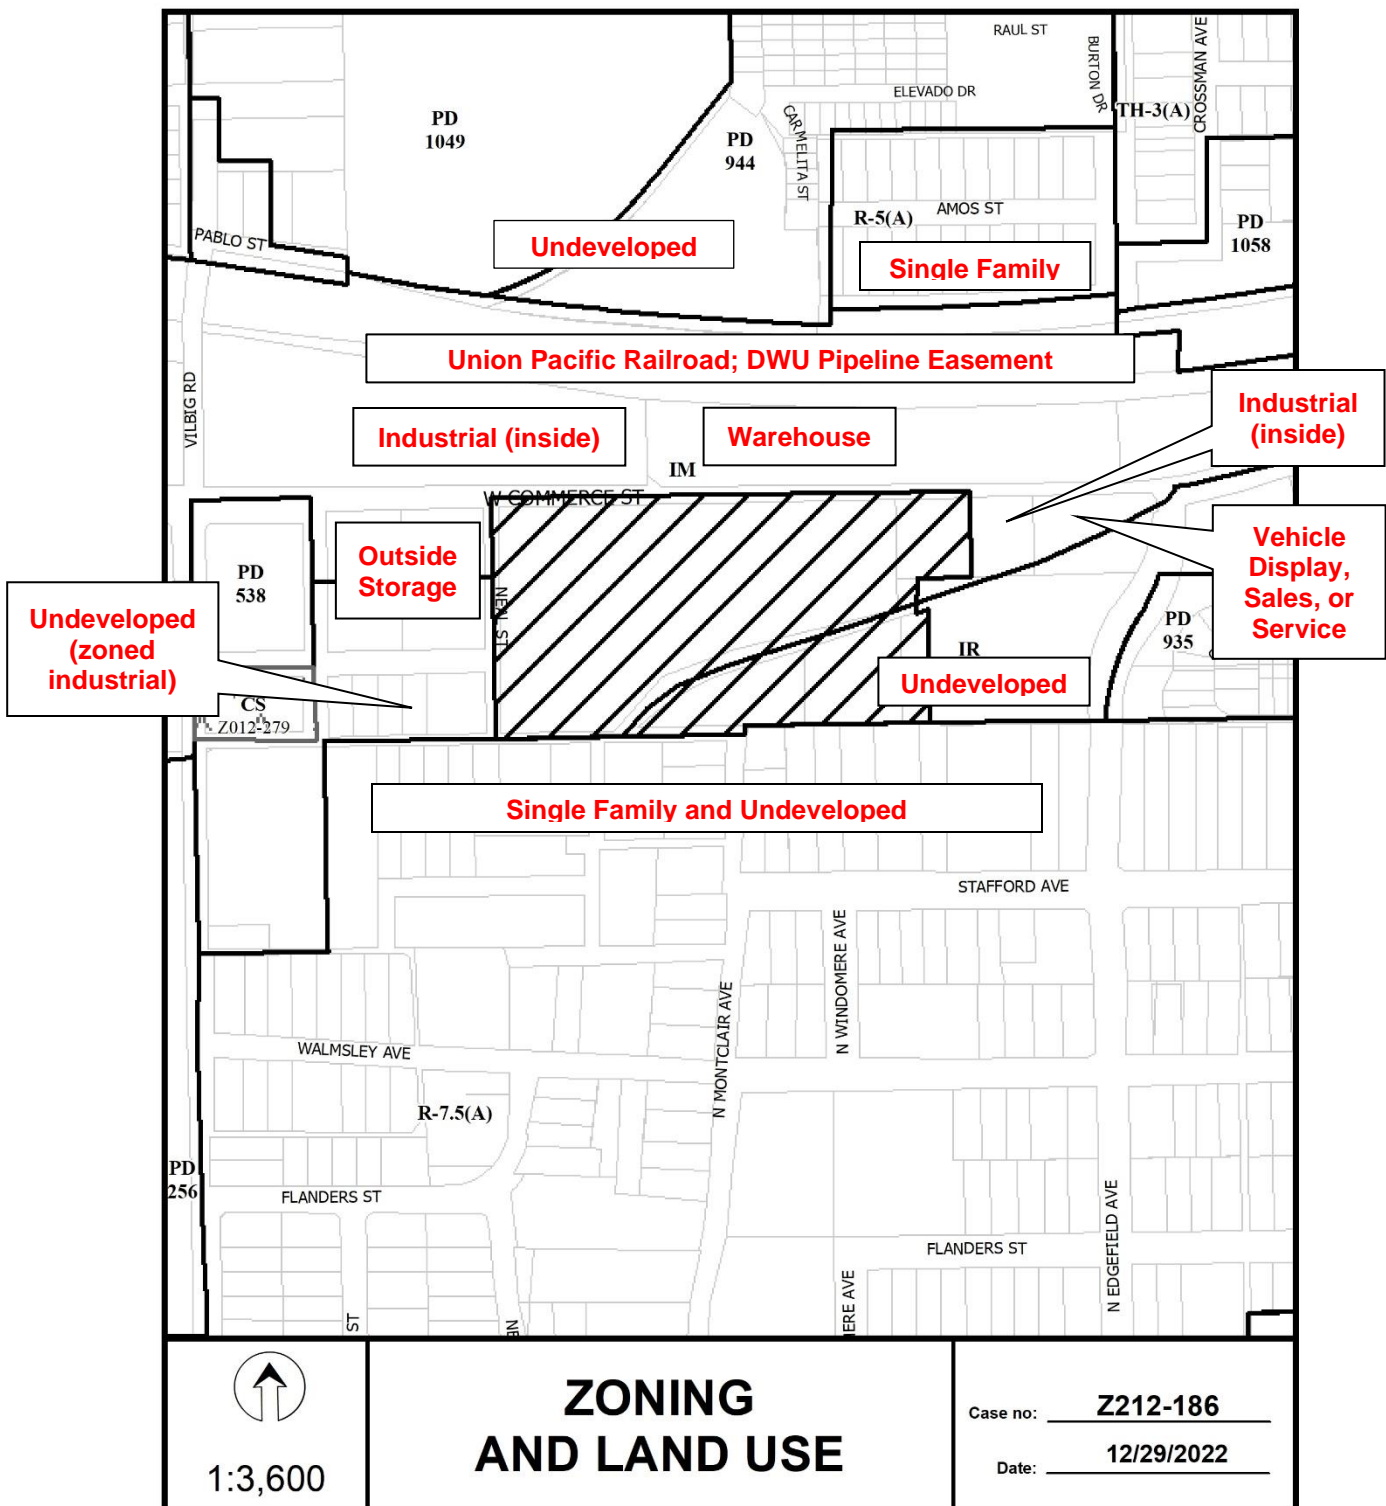 RAUL ST
BURTON DR
CROSSMAN AVE
ELEVADO DR
TH-3(A)
PD
1049
CARMELITA ST
PD
944
R-5(A)
AMOS ST
PD
1058
PABLO ST
Undeveloped
Single Family
Union Pacific Railroad; DWU Pipeline Easement
VILBIG RD
Industrial (inside)
Warehouse
Industrial
(inside)
IM
W COMMERCE ST
Outside
Storage
PD
538
NEAL ST
Vehicle
Display,
Sales, or
Service
Undeveloped
(zoned
industrial)
PD
935
IR
Undeveloped
CS
Z012-279
Single Family and Undeveloped
STAFFORD AVE
N WINDOMERE AVE
N MONTCLAIR AVE
WALMSLEY AVE
R-7.5(A)
PD
256
FLANDERS ST
N EDGEFIELD AVE
FLANDERS ST
ST
NE
ERE AVE
1:3,600
ZONING
AND LAND USE
Case no: Z212-186
Date: 12/29/2022